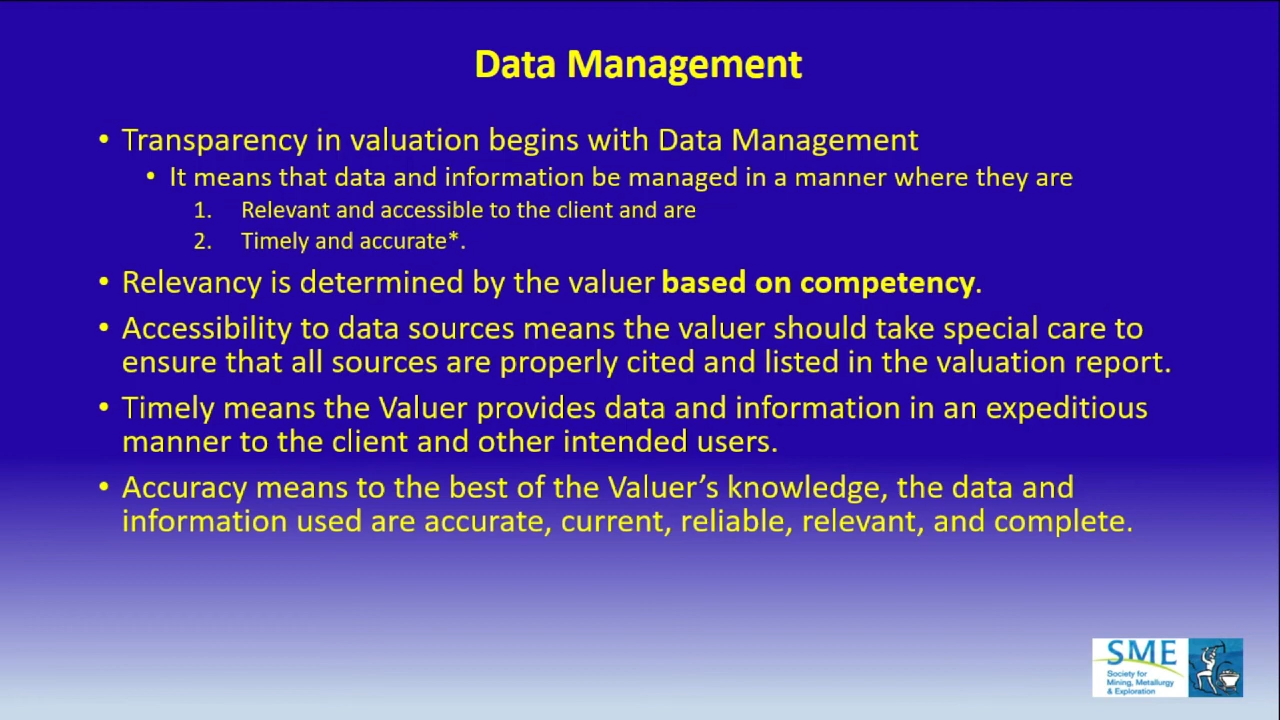 Data Management
• Transparency in valuation begins with Data Management
• It means that data and information be managed in a manner where they are
1. Relevant and accessible to the client and are
2. Timely and accurate*.
• Relevancy is determined by the valuer based on competency.
• Accessibility to data sources means the valuer should take special care to
ensure that all sources are properly cited and listed in the valuation report.
• Timely means the Valuer provides data and information in an expeditious
manner to the client and other intended users.
• Accuracy means to the best of the Valuer’s knowledge, the data and
information used are accurate, current, reliable, relevant, and complete.
SME
Society for
Mining, Metallurgy
& Exploration